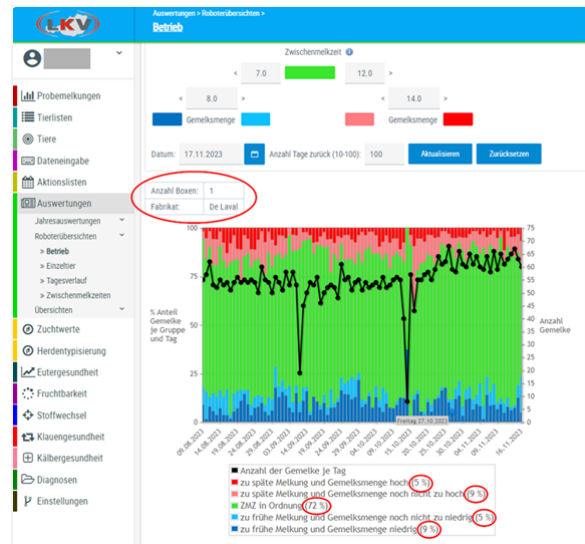 LKV
Auswertungen > Roboterübersichten >
Betrieb
Zwischenmelkzeit
< 7.0 12.0 >
< 8.0 > < 14.0 >
Gemelksmenge Gemelksmenge
Datum: 17.11.2023 Anzahl Tage zurück (10-100): 100 Aktualisieren Zurücksetzen
Anzahl Boxen: 1
Fabrikat: De Laval
Probemelkungen
Tierlisten
Tiere
Dateneingabe
Aktionslisten
Auswertungen
Jahresauswertungen
Roboterübersichten
» Betrieb
» Einzeltier
» Tagesverlauf
» Zwischenmelkzeiten
Übersichten
Zuchtwerte
Herdentypisierung
Eutergesundheit
Fruchtbarkeit
Stoffwechsel
Klauengesundheit
Kälbergesundheit
Diagnosen
Einstellungen
% Anteil
Gemelke
je Gruppe
und Tag
100
75
50
25
0
75
70
65
60
55
50
45
40
35
30
25
20
15
10
5
0
Anzahl
Gemelke
Freitag 27.10.2023
09.08.2023 14.08.2023 19.08.2023 24.08.2023 29.08.2023 03.09.2023 09.09.2023 14.09.2023 19.09.2023 24.09.2023 29.09.2023 04.10.2023 10.10.2023 15.10.2023 20.10.2023 25.10.2023 30.10.2023 04.11.2023 09.11.2023 16.11.2023
Anzahl der Gemelke je Tag
zu späte Melkung und Gemelksmenge hoch (5 %)
zu späte Melkung und Gemelksmenge noch nicht zu hoch (9 %)
ZMZ in Ordnung (72 %)
zu frühe Melkung und Gemelksmenge noch nicht zu niedrig (5 %)
zu frühe Melkung und Gemelksmenge niedrig (9 %)